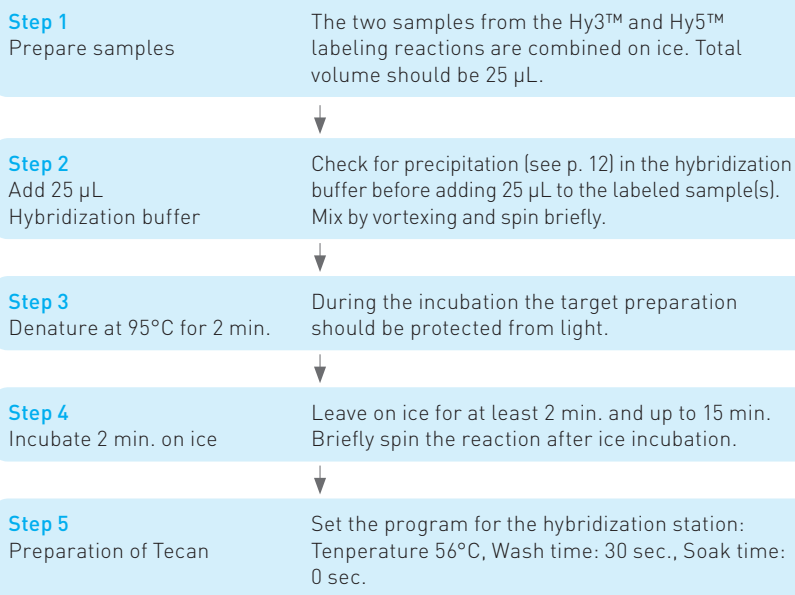 Step 1
Prepare samples
The two samples from the Hy3™ and Hy5™
labeling reactions are combined on ice. Total
volume should be 25 µL.
Step 2
Add 25 µL
Hybridization buffer
Check for precipitation (see p. 12) in the hybridization
buffer before adding 25 µL to the labeled sample(s).
Mix by vortexing and spin briefly.
Step 3
Denature at 95°C for 2 min.
During the incubation the target preparation
should be protected from light.
Step 4
Incubate 2 min. on ice
Leave on ice for at least 2 min. and up to 15 min.
Briefly spin the reaction after ice incubation.
Step 5
Preparation of Tecan
Set the program for the hybridization station:
Tenperature 56°C, Wash time: 30 sec., Soak time:
0 sec.